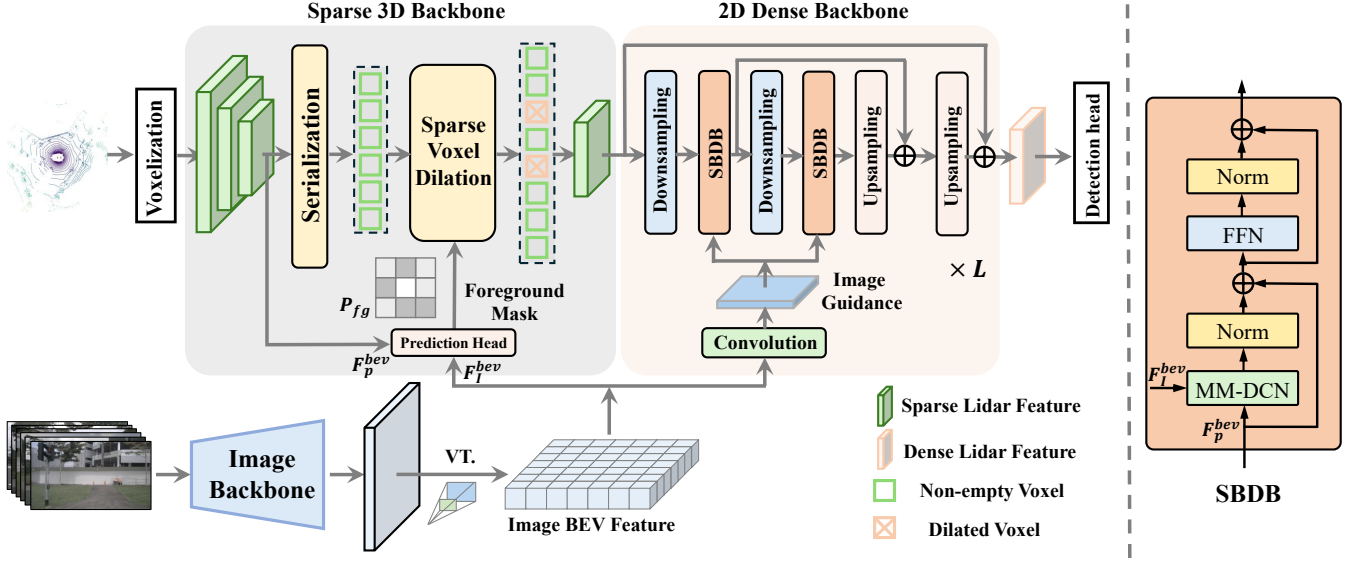 Sparse 3D Backbone
2D Dense Backbone
Voxelization
Serialization
Sparse
Voxel
Dilation
Downsampling
SBDB
Downsampling
SBDB
Upsampling
Upsampling
Detection head
× L
P_{fg}
Foreground
Mask
Prediction Head
F_p^{bev}
F_I^{bev}
Image
Guidance
Convolution
Image
Backbone
VT.
Image BEV Feature
Sparse Lidar Feature
Dense Lidar Feature
Non-empty Voxel
Dilated Voxel
Norm
FFN
Norm
F_I^{bev}
MM-DCN
F_p^{bev}
SBDB